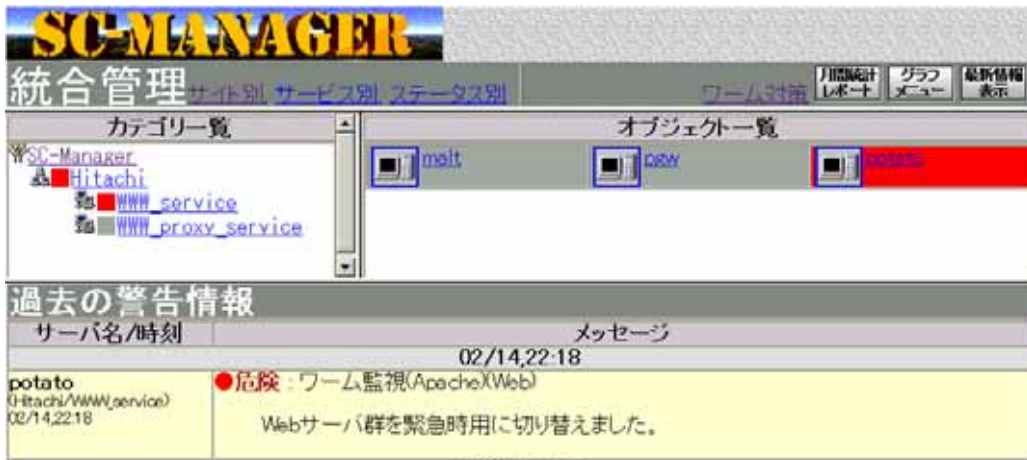 SC-MANAGER
統合管理 サイト別 サービス別 ステータス別 ワーム対策 月間統計レポート グラフメニュー 最新情報表示
カテゴリ一覧 オブジェクト一覧
SC-Manager
Hitachi
WWW_service
WWW_proxy_service
melt pgw potato
過去の警告情報
サーバ名/時刻 メッセージ
02/14,22:18
potato
(Hitachi/WWW_service)
02/14,22:18
●危険 : ワーム監視(Apache)(Web)
Webサーバ群を緊急時用に切り替えました。